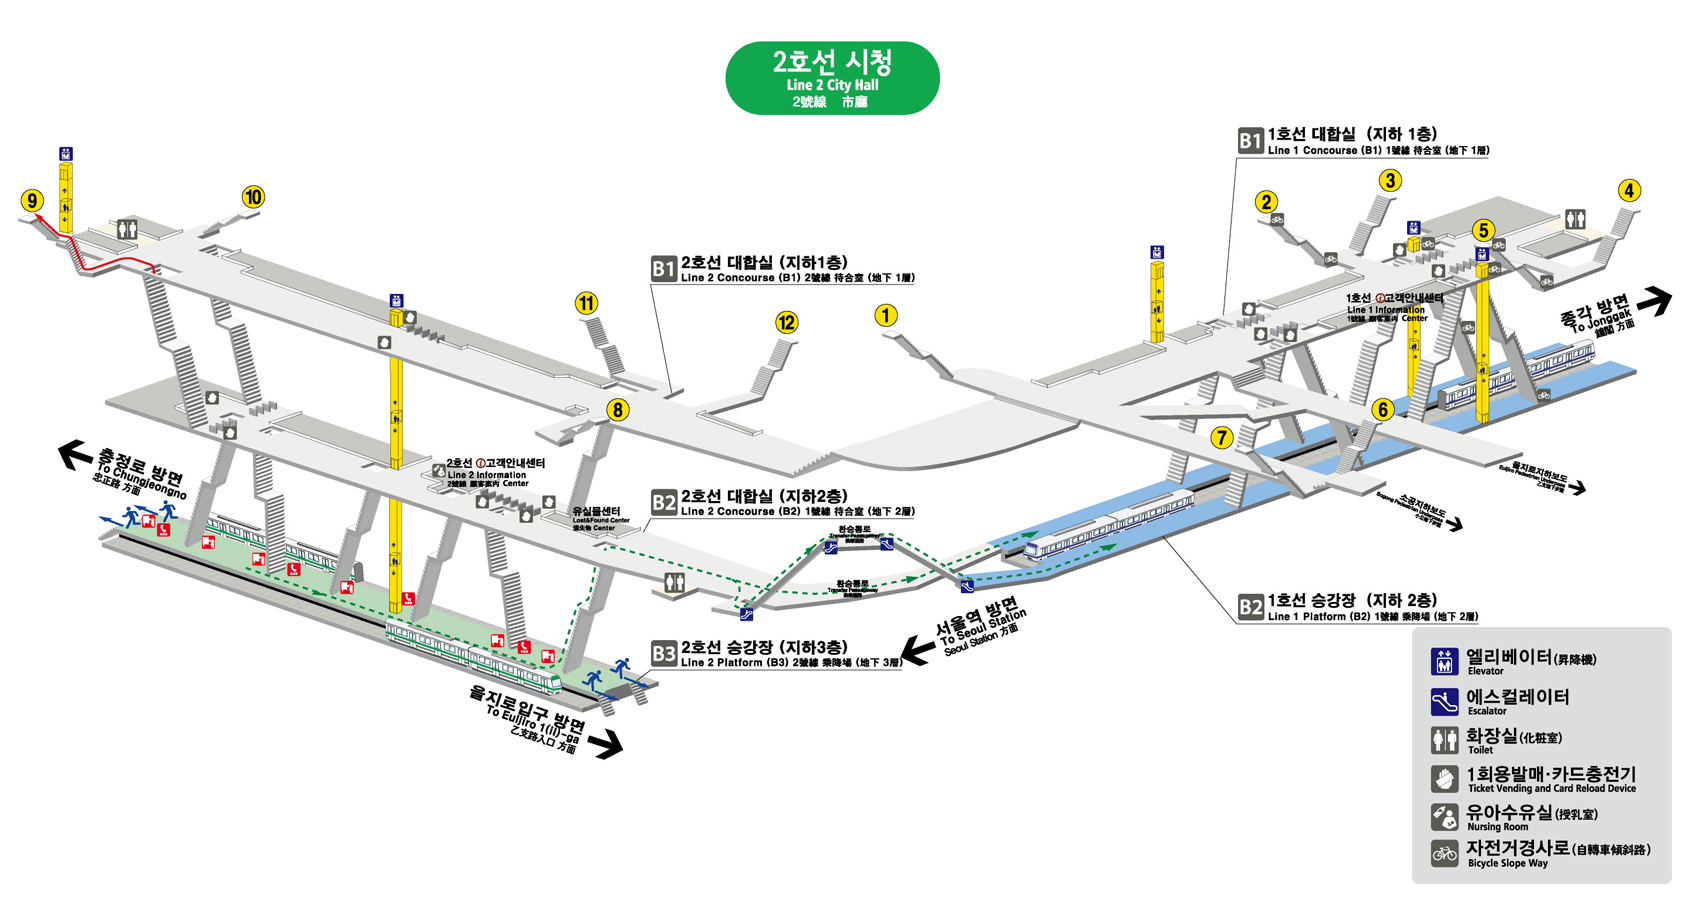 2호선 시청
Line 2 City Hall
2號線 市廳
B1
1호선 대합실 (지하 1층)
Line 1 Concourse (B1) 1號線 待合室 (地下 1層)
9
10
3
2
4
5
B1
2호선 대합실 (지하1층)
Line 2 Concourse (B1) 2號線 待合室 (地下 1層)
11
12
1
1호선 고객안내센터
Line 1 Information
1號線 顧客案內 Center
종각 방면
To Jonggak
鐘閣 方面
8
6
7
충정로 방면
To Chungjeongno
忠正路 方面
2호선 고객안내센터
Line 2 Information
2號線 顧客案內 Center
을지로지하보도
Euljiro Pedestrian Underpass
乙支地下步道
소공지하보도
Sogong Pedestrian Underpass
小公地下步道
유실물센터
Lost&Found Center
遺失物 Center
B2
2호선 대합실 (지하2층)
Line 2 Concourse (B2) 1號線 待合室 (地下 2層)
환승통로
Transfer Passageway
환승통로
Transfer Passageway
B2
1호선 승강장 (지하 2층)
Line 1 Platform (B2) 1號線 乘降場 (地下 2層)
서울역 방면
To Seoul Station
Seoul Station 方面
B3
2호선 승강장 (지하3층)
Line 2 Platform (B3) 2號線 乘降場 (地下 3層)
을지로입구 방면
To Euljiro 1(il)-ga
乙支路入口 方面
엘리베이터(昇降機)
Elevator
에스컬레이터
Escalator
화장실(化粧室)
Toilet
1회용발매·카드충전기
Ticket Vending and Card Reload Device
유아수유실(授乳室)
Nursing Room
자전거경사로(自轉車傾斜路)
Bicycle Slope Way